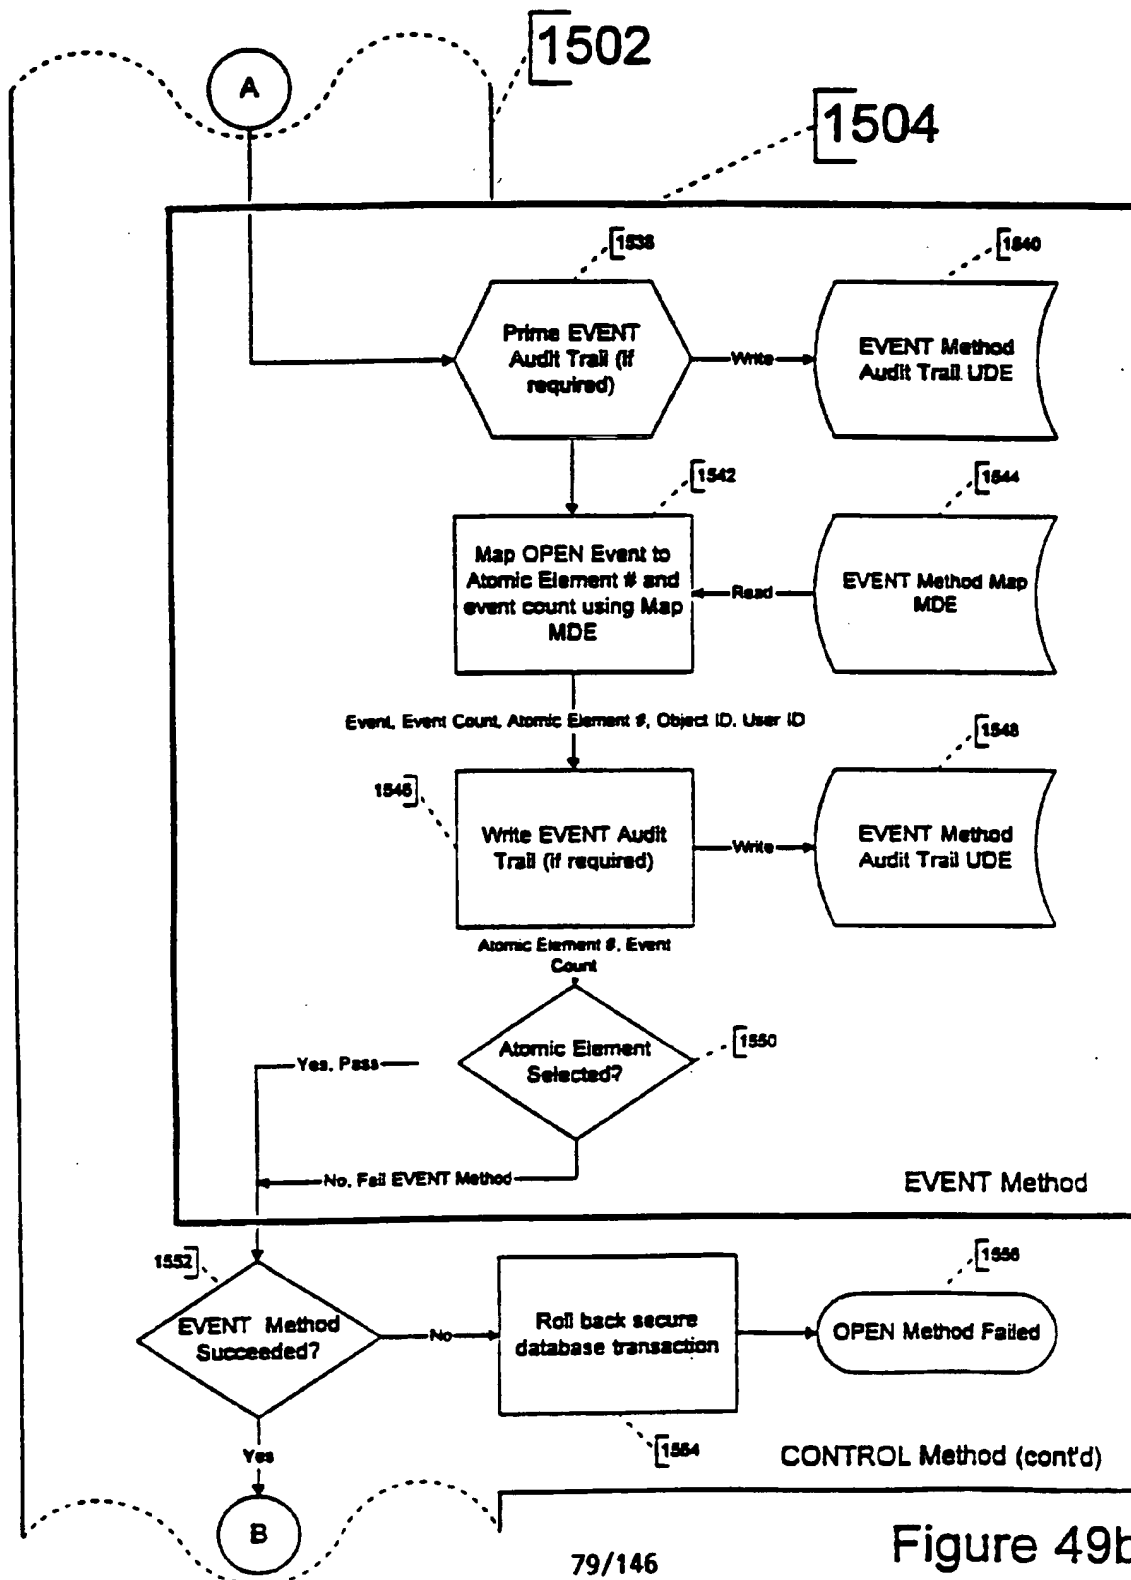 1502
A
1504
1538
1540
Prime EVENT
Audit Trail (if
required)
Write
EVENT Method
Audit Trail UDE
1542
1544
Map OPEN Event to
Atomic Element # and
event count using Map
MDE
Read
EVENT Method Map
MDE
Event, Event Count, Atomic Element #, Object ID, User ID
1548
1546
Write EVENT Audit
Trail (if required)
Write
EVENT Method
Audit Trail UDE
Atomic Element #, Event
Count
1550
Atomic Element
Selected?
Yes, Pass
No, Fail EVENT Method
EVENT Method
1552
1556
EVENT Method
Succeeded?
No
Roll back secure
database transaction
OPEN Method Failed
Yes
1554
CONTROL Method (cont'd)
B
Figure 49b
79/146